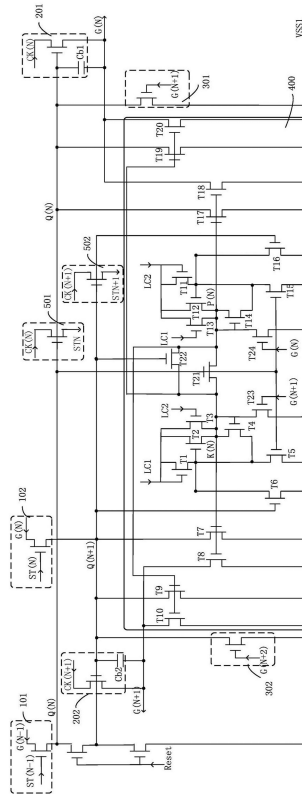 101
G(N-1)
ST(N-1)
Q(N)
102
G(N)
ST(N)
501
CK(N)
STN
Q(N)
201
CK(N)
G(N)
Cb1
Q(N+1)
502
CK(N+1)
STN+1
202
CK(N+1)
Cb2
G(N+1)
301
G(N+1)
302
G(N+2)
Reset
LC1
LC2
LC1
LC2
T1
T2
T3
T4
T5
T6
T7
T8
T9
T10
T11
T12
T13
T14
T15
T16
T17
T18
T19
T20
T21
T22
T23
T24
K(N)
P(N)
G(N+1)
G(N)
400
VSS1